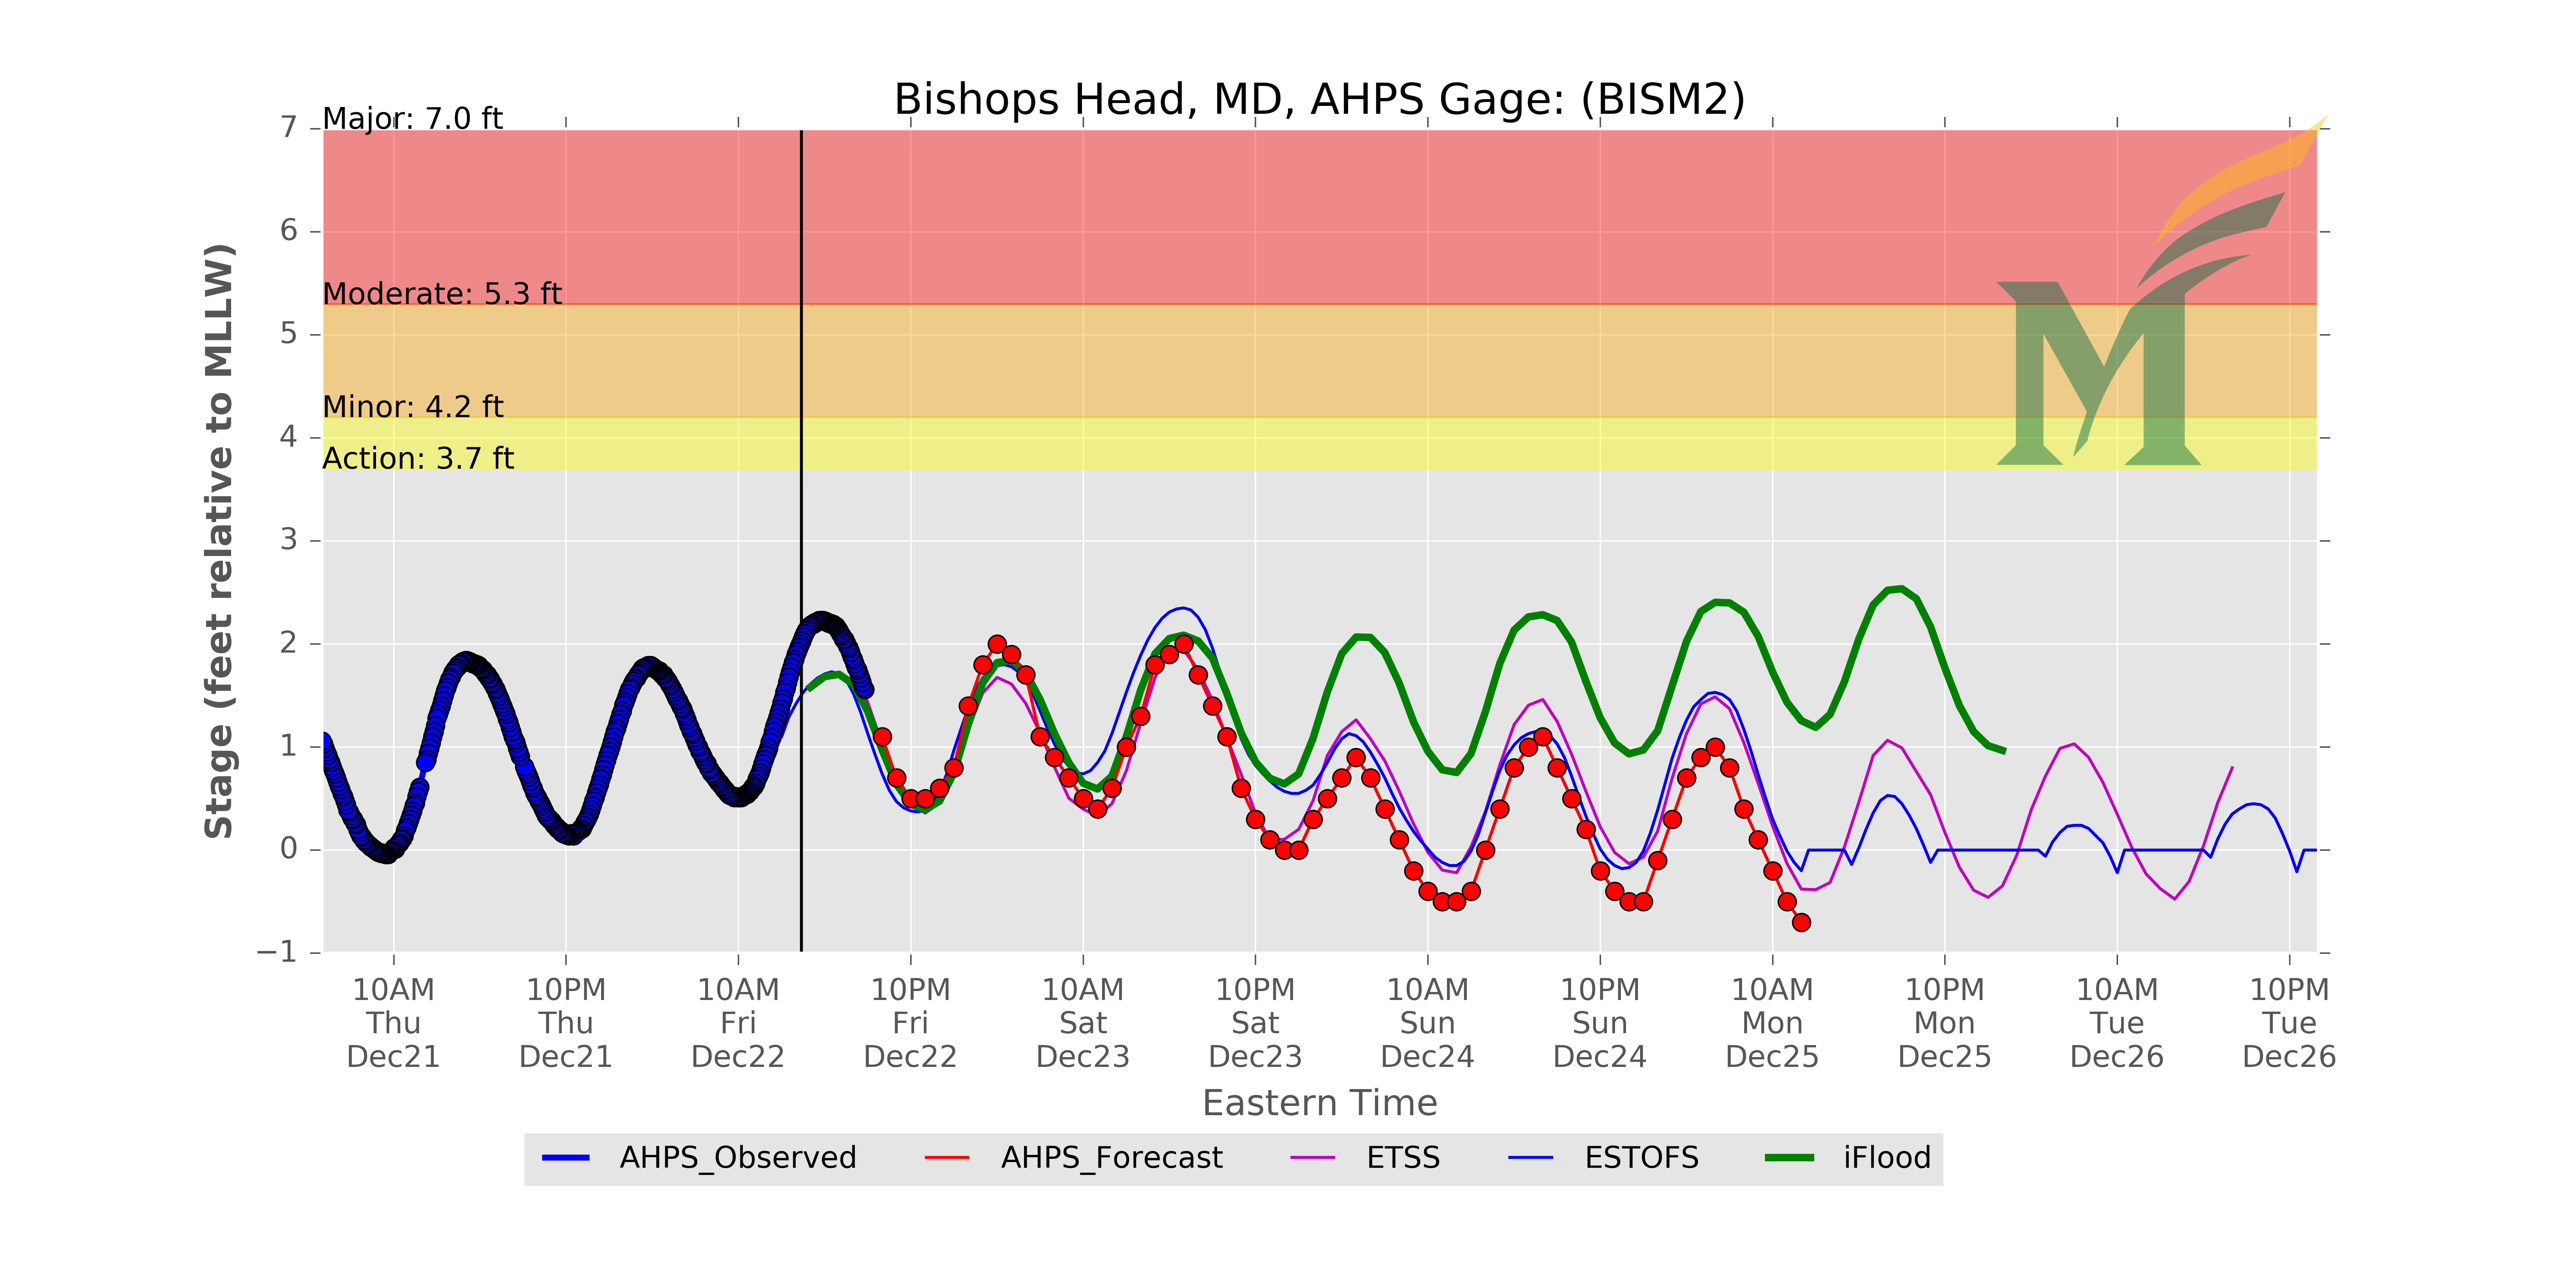 Bishops Head, MD, AHPS Gage: (BISM2)
Major: 7.0 ft
Moderate: 5.3 ft
Minor: 4.2 ft
Action: 3.7 ft
Stage (feet relative to MLLW)
7
6
5
4
3
2
1
0
−1
10AM Thu Dec21
10PM Thu Dec21
10AM Fri Dec22
10PM Fri Dec22
10AM Sat Dec23
10PM Sat Dec23
10AM Sun Dec24
10PM Sun Dec24
10AM Mon Dec25
10PM Mon Dec25
10AM Tue Dec26
10PM Tue Dec26
Eastern Time
AHPS_Observed AHPS_Forecast ETSS ESTOFS iFlood
M